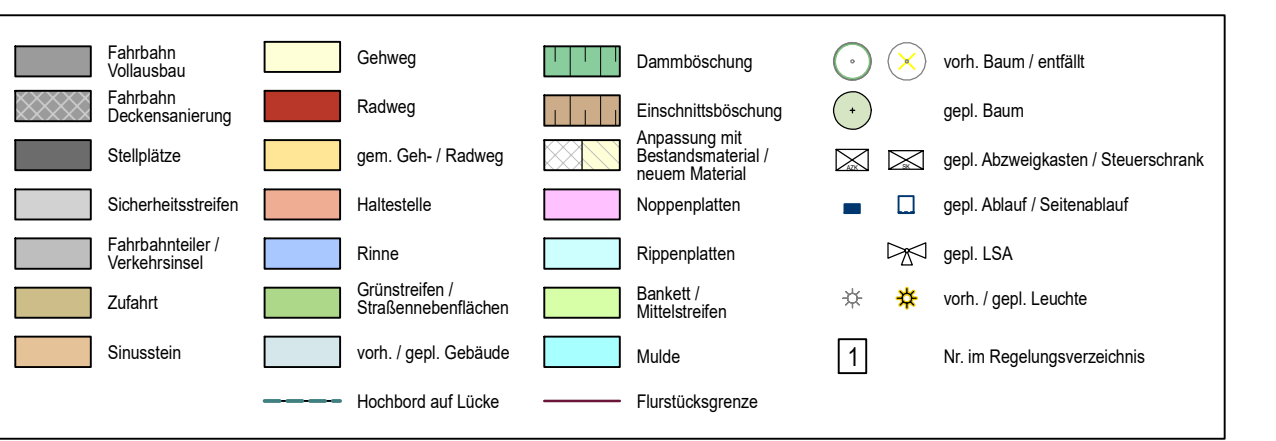 Fahrbahn
Vollausbau
Fahrbahn
Deckensanierung
Stellplätze
Sicherheitsstreifen
Fahrbahnteiler /
Verkehrsinsel
Zufahrt
Sinusstein
Gehweg
Radweg
gem. Geh- / Radweg
Haltestelle
Rinne
Grünstreifen /
Straßennebenflächen
vorh. / gepl. Gebäude
Hochbord auf Lücke
Dammböschung
Einschnittsböschung
Anpassung mit
Bestandsmaterial /
neuem Material
Noppenplatten
Rippenplatten
Bankett /
Mittelstreifen
Mulde
Flurstücksgrenze
vorh. Baum / entfällt
gepl. Baum
AZK SK gepl. Abzweigkasten / Steuerschrank
gepl. Ablauf / Seitenablauf
gepl. LSA
vorh. / gepl. Leuchte
1 Nr. im Regelungsverzeichnis